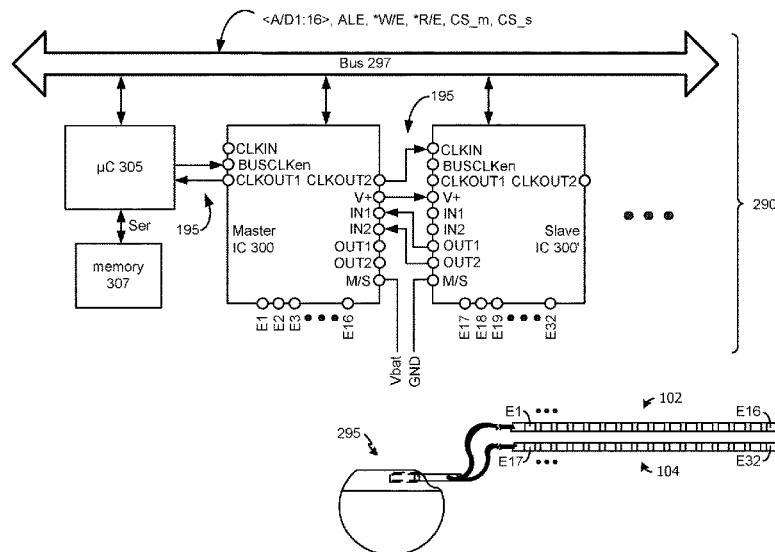 <A/D1:16>, ALE, *W/E, *R/E, CS_m, CS_s
Bus 297
195
290
µC 305
CLKIN
BUSCLKen
CLKOUT1 CLKOUT2
V+
IN1
IN2
OUT1
OUT2
M/S
Master
IC 300
195
Ser
memory
307
E1
E2
E3
E16
CLKIN
BUSCLKen
CLKOUT1 CLKOUT2
V+
IN1
IN2
OUT1
OUT2
M/S
Slave
IC 300'
E17
E18
E19
E32
Vbat
GND
E1
102
E16
295
E17
104
E32